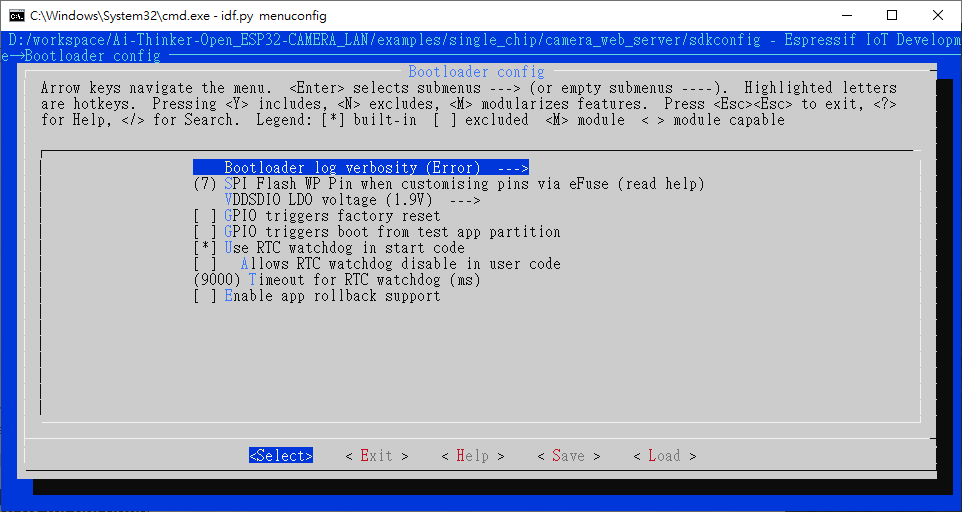 C:\Windows\System32\cmd.exe - idf.py menuconfig
D:/workspace/Ai-Thinker-Open_ESP32-CAMERA_LAN/examples/single_chip/camera_web_server/sdkconfig - Espressif IoT Developm
e→Bootloader config
Bootloader config
Arrow keys navigate the menu. <Enter> selects submenus ---> (or empty submenus ----). Highlighted letters
are hotkeys. Pressing <Y> includes, <N> excludes, <M> modularizes features. Press <Esc><Esc> to exit, <?>
for Help, </> for Search. Legend: [*] built-in [ ] excluded <M> module < > module capable
Bootloader log verbosity (Error) --->
(7) SPI Flash WP Pin when customising pins via eFuse (read help)
VDDSDIO LDO voltage (1.9V) --->
[ ] GPIO triggers factory reset
[ ] GPIO triggers boot from test app partition
[*] Use RTC watchdog in start code
[ ] Allows RTC watchdog disable in user code
(9000) Timeout for RTC watchdog (ms)
[ ] Enable app rollback support
<Select> < Exit > < Help > < Save > < Load >